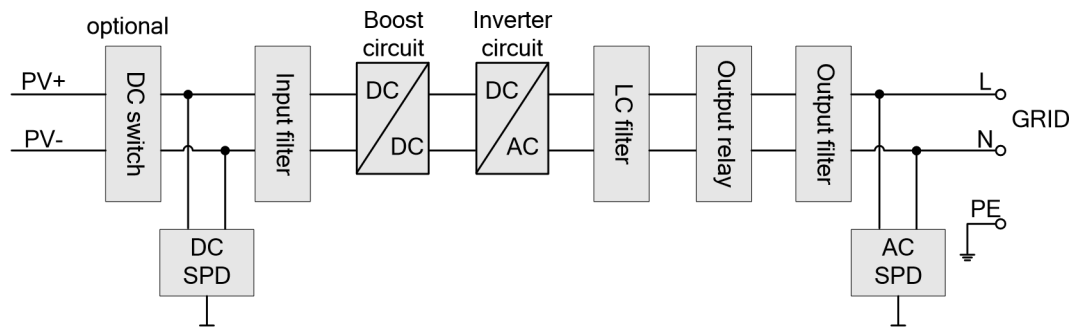 optional
PV+
PV-
DC switch
DC
SPD
Input filter
Boost
circuit
DC
DC
Inverter
circuit
DC
AC
LC filter
Output relay
Output filter
AC
SPD
L
N
GRID
PE